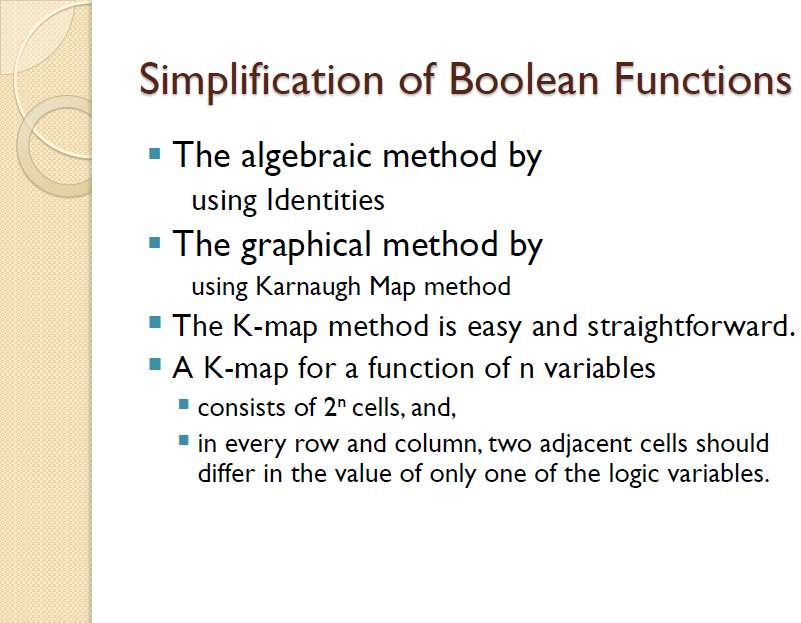 Simplification of Boolean Functions
▪ The algebraic method by
using Identities
▪ The graphical method by
using Karnaugh Map method
▪ The K-map method is easy and straightforward.
▪ A K-map for a function of n variables
▪ consists of 2ⁿ cells, and,
▪ in every row and column, two adjacent cells should
differ in the value of only one of the logic variables.